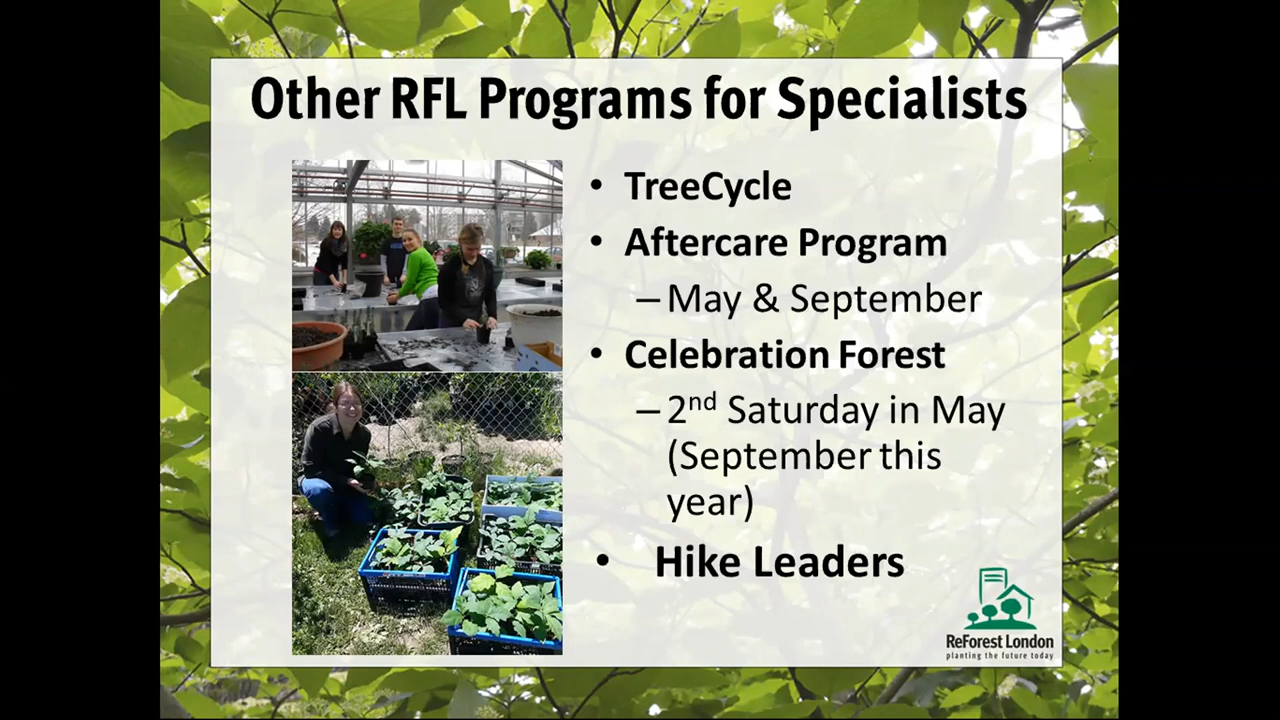 Other RFL Programs for Specialists
• TreeCycle
• Aftercare Program
– May & September
• Celebration Forest
– 2nd Saturday in May
(September this
year)
• Hike Leaders
ReForest London
planting the future today